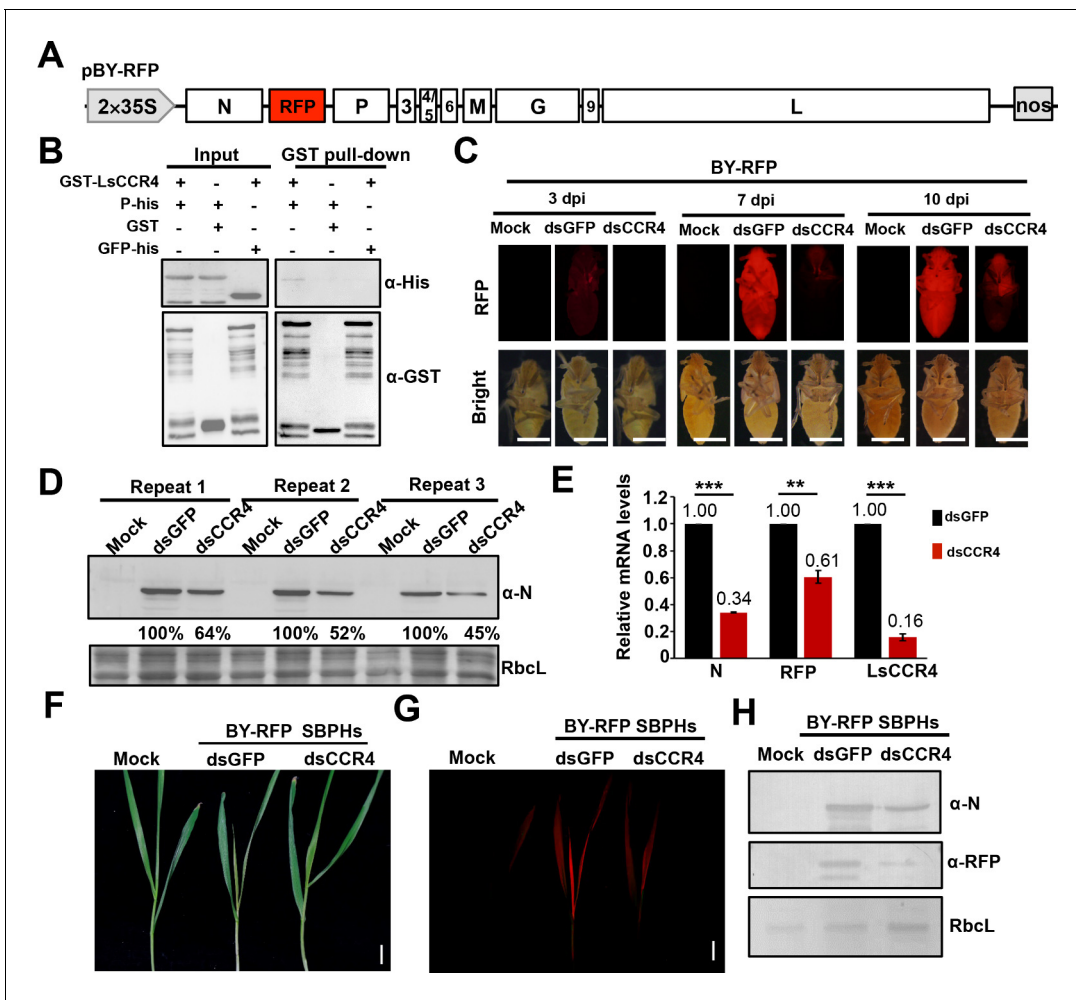 A
pBY-RFP
2×35S N RFP P 3 4/5 6 M G 9 L nos
B
Input GST pull-down
GST-LsCCR4 + - + + - +
P-his + + - + + -
GST - + - - + -
GFP-his - - + - - +
α-His
α-GST
C
BY-RFP
3 dpi 7 dpi 10 dpi
Mock dsGFP dsCCR4 Mock dsGFP dsCCR4 Mock dsGFP dsCCR4
RFP
Bright
D
Repeat 1 Repeat 2 Repeat 3
Mock dsGFP dsCCR4 Mock dsGFP dsCCR4 Mock dsGFP dsCCR4
α-N
100% 64% 100% 52% 100% 45%
RbcL
E
Relative mRNA levels
1.2
1.0
0.8
0.6
0.4
0.2
*** ** ***
1.00 1.00 1.00
0.34 0.61 0.16
N RFP LsCCR4
dsGFP
dsCCR4
F
BY-RFP SBPHs
Mock dsGFP dsCCR4
G
BY-RFP SBPHs
Mock dsGFP dsCCR4
H
BY-RFP SBPHs
Mock dsGFP dsCCR4
α-N
α-RFP
RbcL